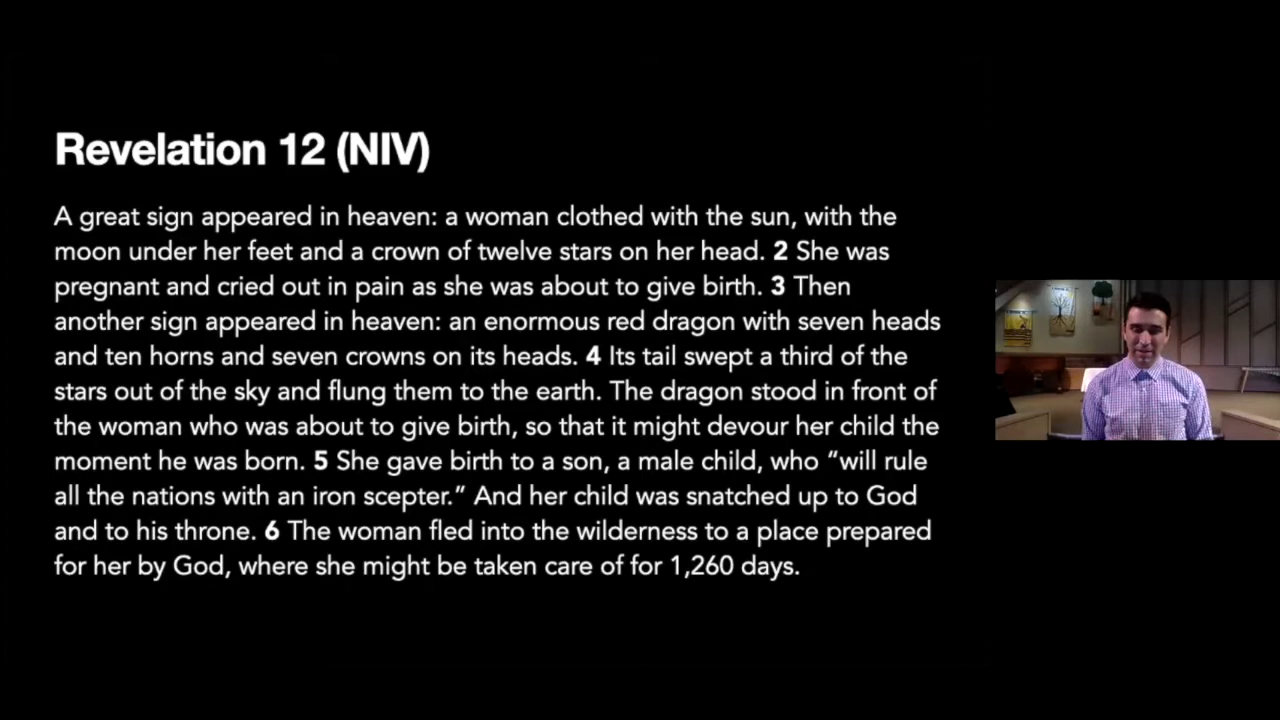 Revelation 12 (NIV)
A great sign appeared in heaven: a woman clothed with the sun, with the
moon under her feet and a crown of twelve stars on her head. 2 She was
pregnant and cried out in pain as she was about to give birth. 3 Then
another sign appeared in heaven: an enormous red dragon with seven heads
and ten horns and seven crowns on its heads. 4 Its tail swept a third of the
stars out of the sky and flung them to the earth. The dragon stood in front of
the woman who was about to give birth, so that it might devour her child the
moment he was born. 5 She gave birth to a son, a male child, who “will rule
all the nations with an iron scepter.” And her child was snatched up to God
and to his throne. 6 The woman fled into the wilderness to a place prepared
for her by God, where she might be taken care of for 1,260 days.